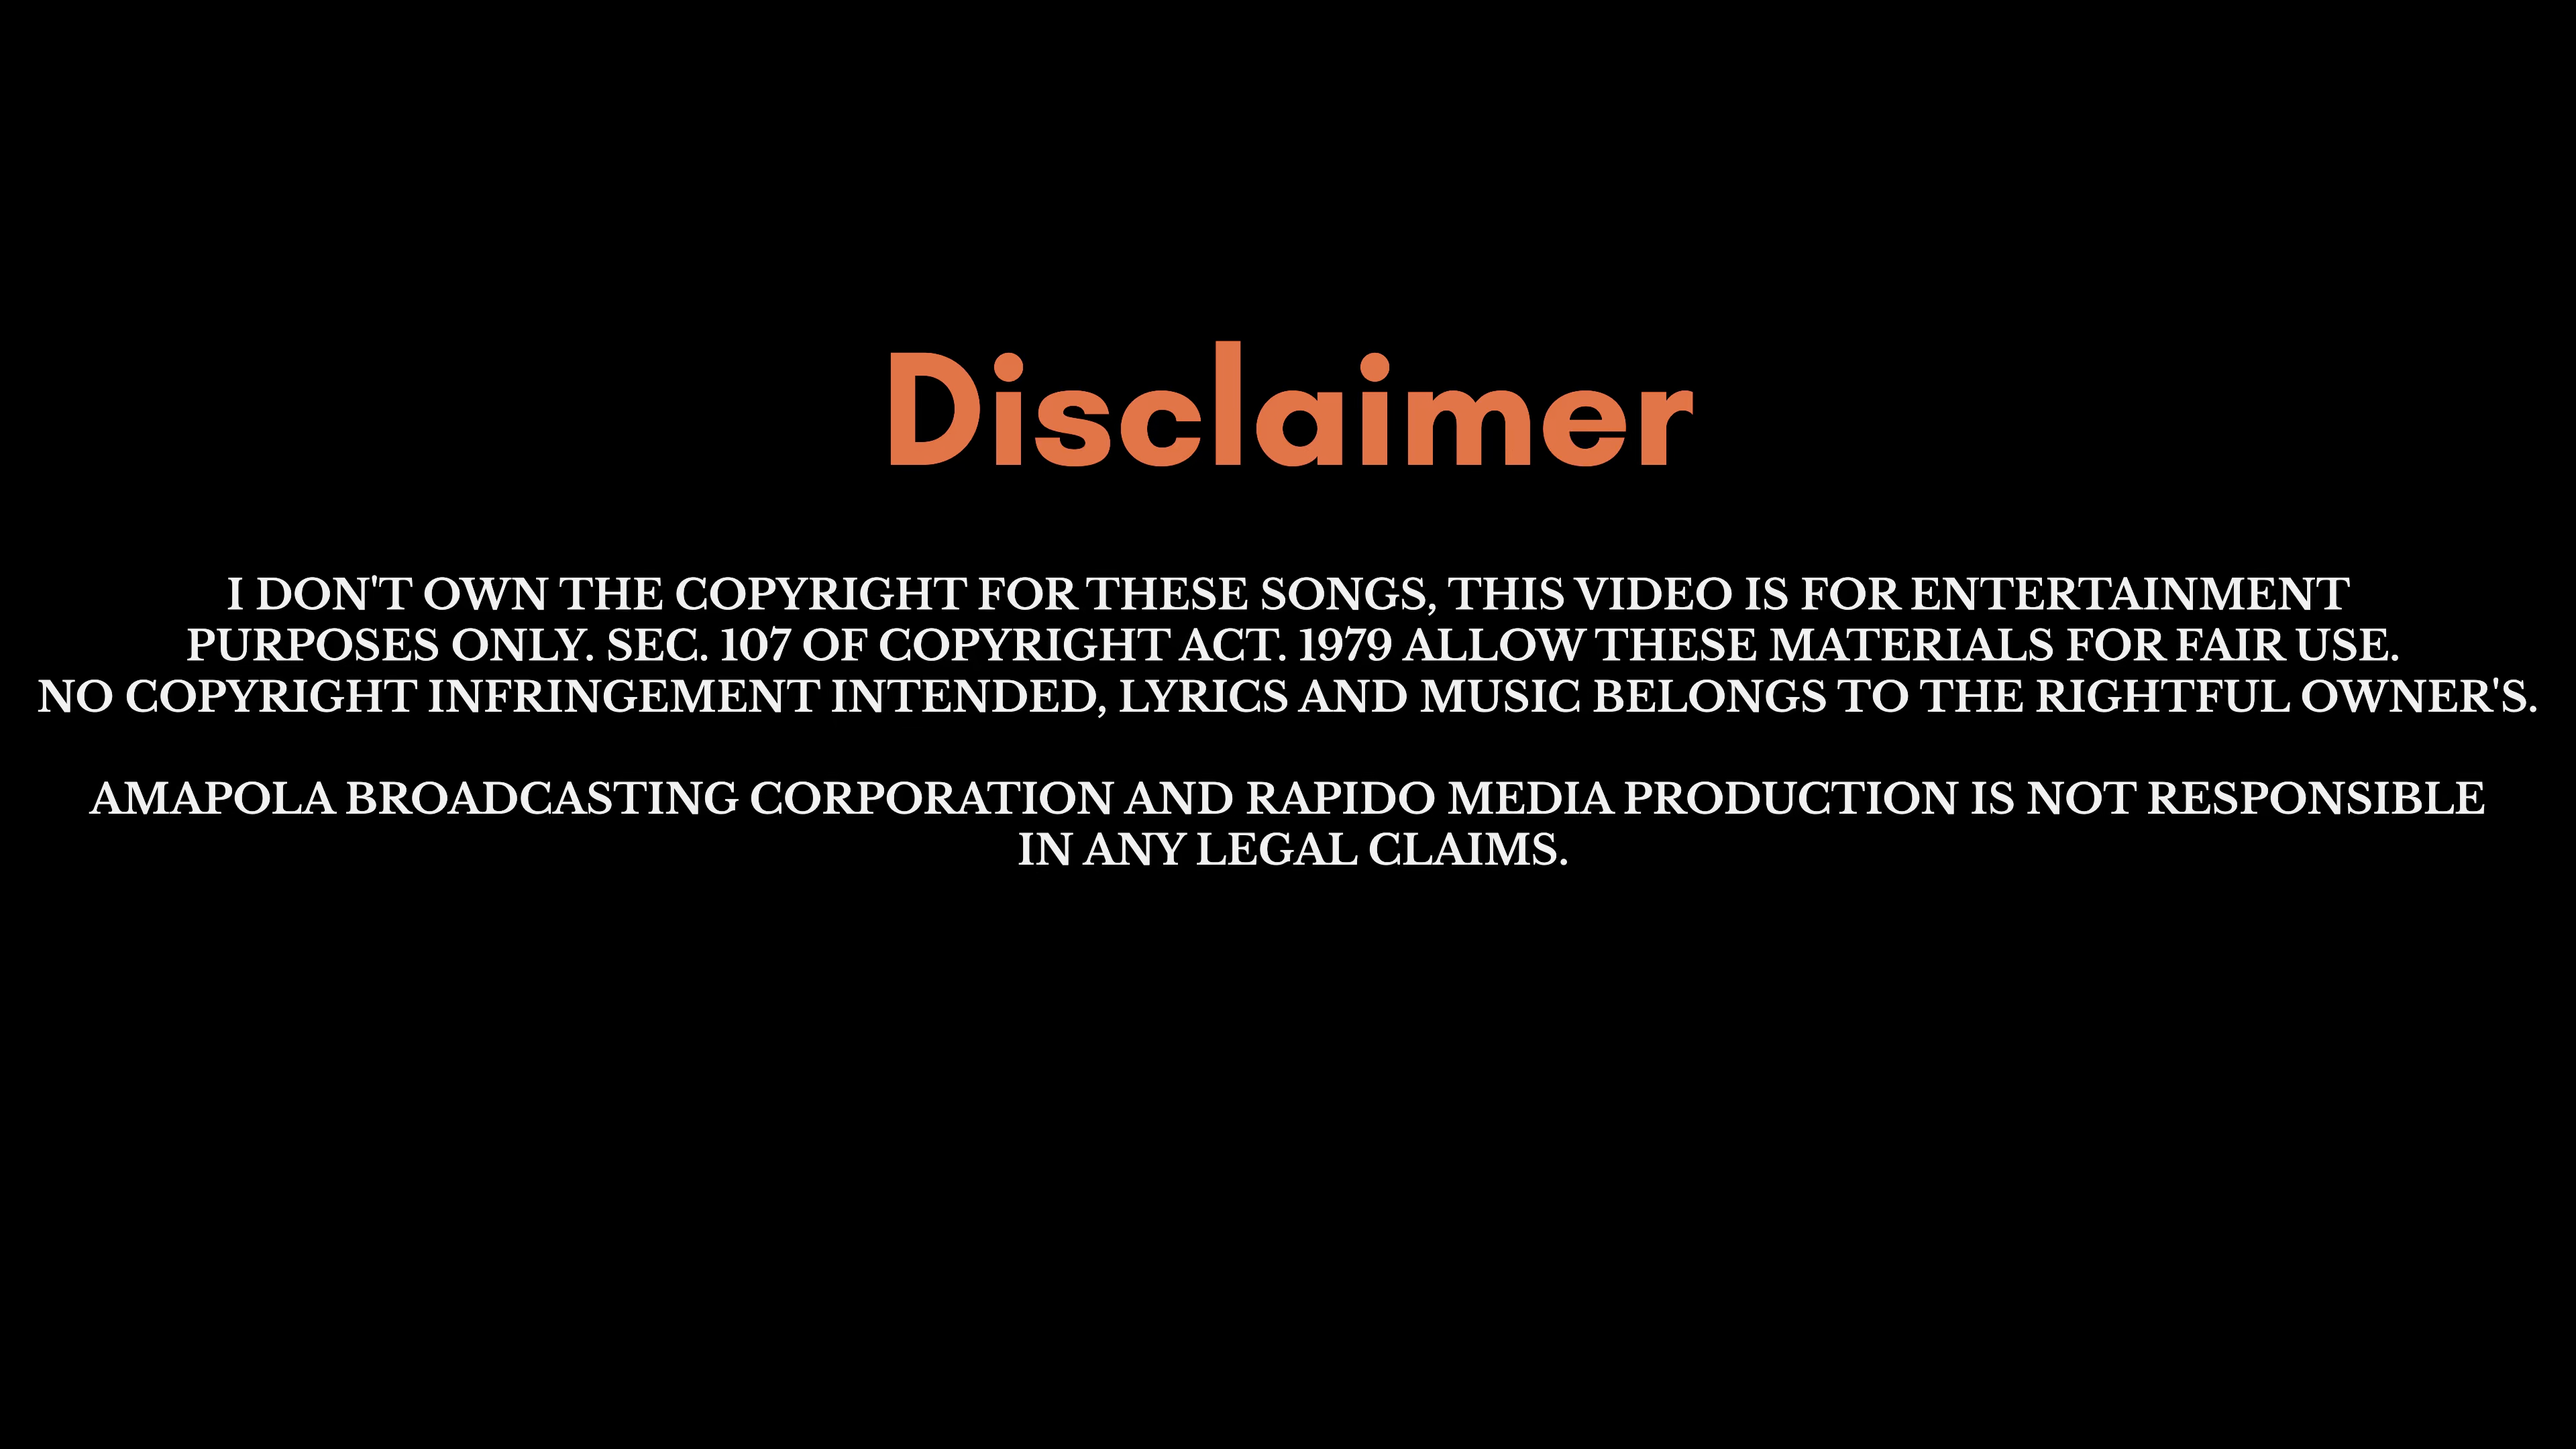 Disclaimer
I DON'T OWN THE COPYRIGHT FOR THESE SONGS, THIS VIDEO IS FOR ENTERTAINMENT
PURPOSES ONLY. SEC. 107 OF COPYRIGHT ACT. 1979 ALLOW THESE MATERIALS FOR FAIR USE.
NO COPYRIGHT INFRINGEMENT INTENDED, LYRICS AND MUSIC BELONGS TO THE RIGHTFUL OWNER'S.
AMAPOLA BROADCASTING CORPORATION AND RAPIDO MEDIA PRODUCTION IS NOT RESPONSIBLE
IN ANY LEGAL CLAIMS.